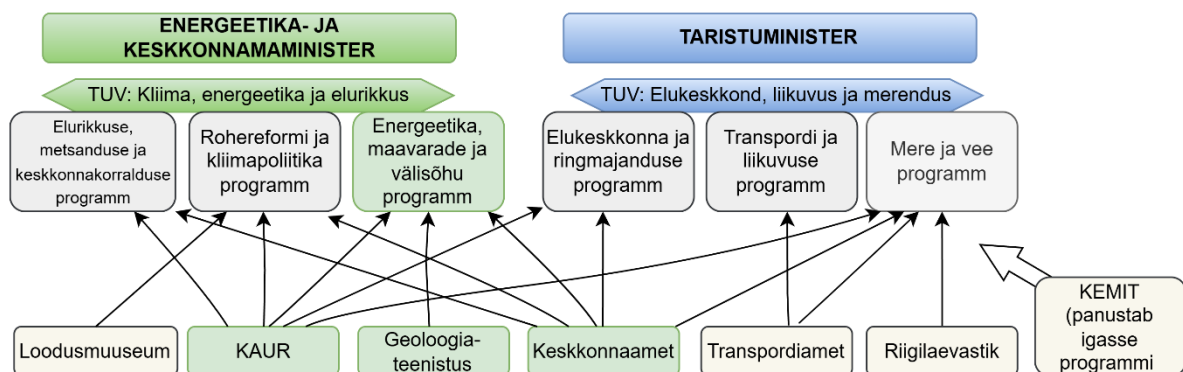 ENERGEETIKA- JA
KESKKONNAMAMINISTER
TARISTUMINISTER
TUV: Kliima, energeetika ja elurikkus
TUV: Elukeskkond, liikuvus ja merendus
Elurikkuse,
metsanduse ja
keskkonnakorralduse
programm
Rohereformi ja
kliimapoliitika
programm
Energeetika,
maavarade ja
välisõhu
programm
Elukeskkonna ja
ringmajanduse
programm
Transpordi ja
liikuvuse
programm
Mere ja vee
programm
Loodusmuuseum
KAUR
Geoloogia-
teenistus
Keskkonnaamet
Transpordiamet
Riigilaevastik
KEMIT
(panustab
igasse
programmi